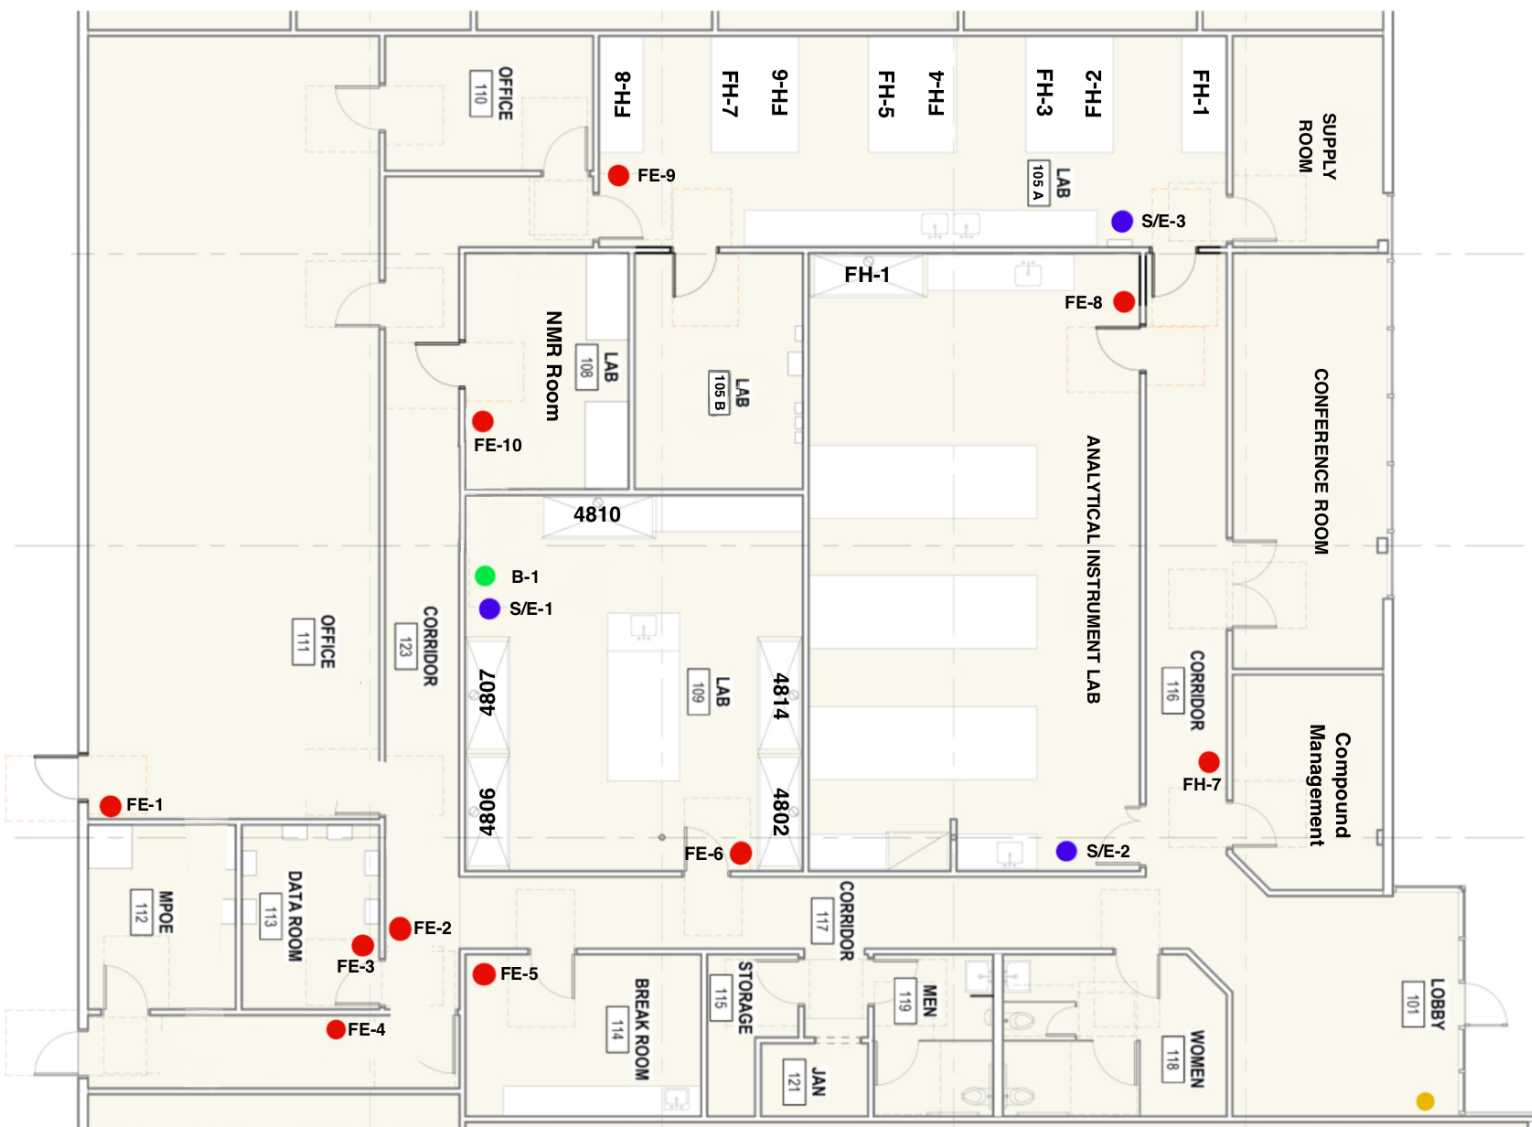 OFFICE
110
FH-8
FH-7
FH-6
FH-5
FH-4
FH-3
FH-2
FH-1
SUPPLY
ROOM
FE-9
LAB
105 A
S/E-3
FH-1
FE-8
NMR Room
LAB
108
LAB
105 B
FE-10
CONFERENCE ROOM
ANALYTICAL INSTRUMENT LAB
4810
B-1
S/E-1
OFFICE
111
CORRIDOR
123
4807
LAB
109
4814
CORRIDOR
116
Compound
Management
FH-7
FE-1
4806
4802
FE-6
S/E-2
MPOE
112
DATA ROOM
113
FE-2
FE-3
FE-4
FE-5
BREAK ROOM
114
STORAGE
115
CORRIDOR
117
MEN
119
JAN
121
WOMEN
118
LOBBY
101